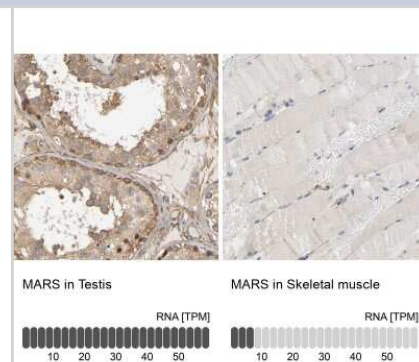 MARS in Testis
MARS in Skeletal muscle
RNA [TPM]
RNA [TPM]
10 20 30 40 50
10 20 30 40 50